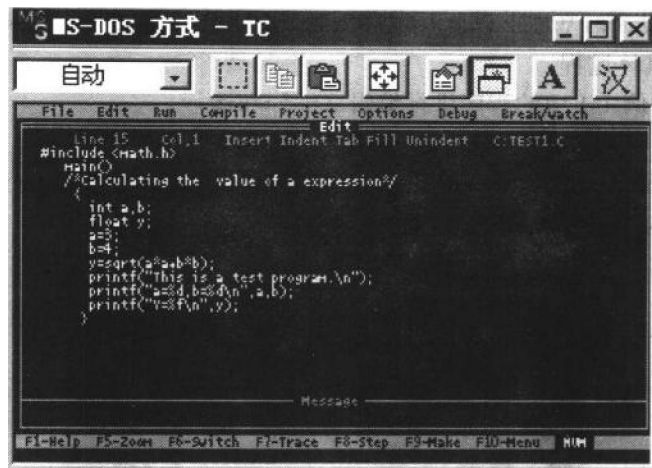 MS-DOS 方式 - TC
自动 A 汉
File Edit Run Compile Project Options Debug Break/watch
Edit
Line 15 Col,1 Insert Indent Tab Fill Unindent C:TEST1.C
#include <math.h>
main()
/*Calculating the value of a expression*/
{
int a,b;
float y;
a=3;
b=4;
y=sqrt(a*a+b*b);
printf("This is a test program.\n");
printf("a=%d,b=%d\n",a,b);
printf("Y=%f\n",y);
}
Message
F1-Help F5-Zoom F6-Switch F7-Trace F8-Step F9-Make F10-Menu NUM